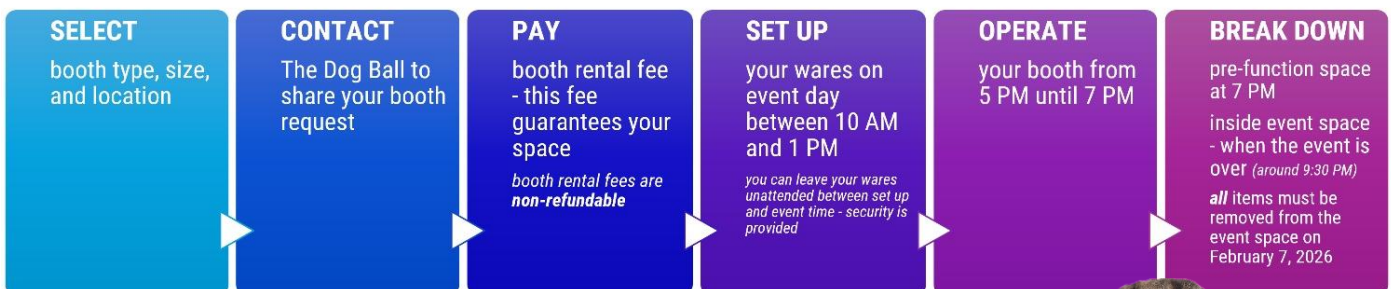 SELECT
booth type, size,
and location
CONTACT
The Dog Ball to
share your booth
request
PAY
booth rental fee
- this fee
guarantees your
space
booth rental fees are
non-refundable
SET UP
your wares on
event day
between 10 AM
and 1 PM
you can leave your wares
unattended between set up
and event time - security is
provided
OPERATE
your booth from
5 PM until 7 PM
BREAK DOWN
pre-function space
at 7 PM
inside event space
- when the event is
over (around 9:30 PM)
all items must be
removed from the
event space on
February 7, 2026